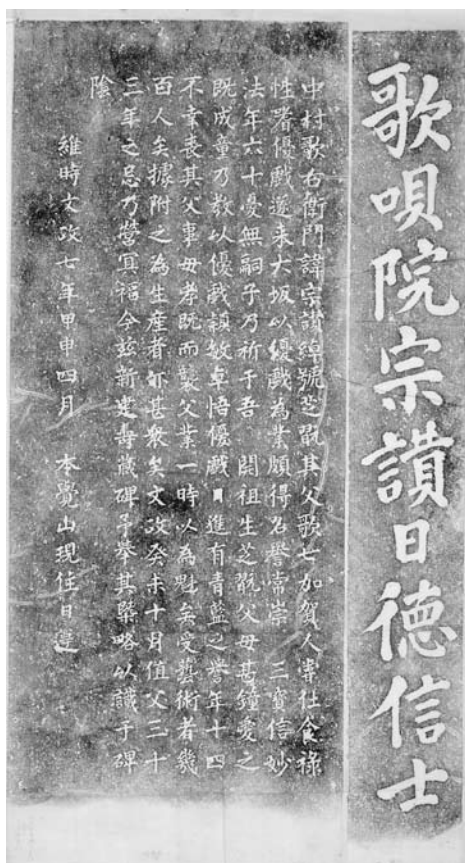 歌唄院宗讃日徳信士
中村歌右衛門諱宗讃綽號芝翫其父歌七加賀人嘗仕食祿
性嗜優戲遂来大坂以優戲為業頗得名譽常崇 三寶信妙
法年六十憂無嗣子乃祈于吾 開祖生芝翫父母甚鐘愛之
既成童乃教以優戲穎敏卓悟優戲日進有青藍之譽年十四
不幸喪其父事母孝既而襲父業一時以為魁矣受藝術者幾
百人矣據附之為生産者亦甚衆矣文政癸未十月值父三十
三年之忌乃營冥福今茲新建壽藏碑予舉其槩略以識于碑
陰
維時文政七年甲申四月 本覺山現住日